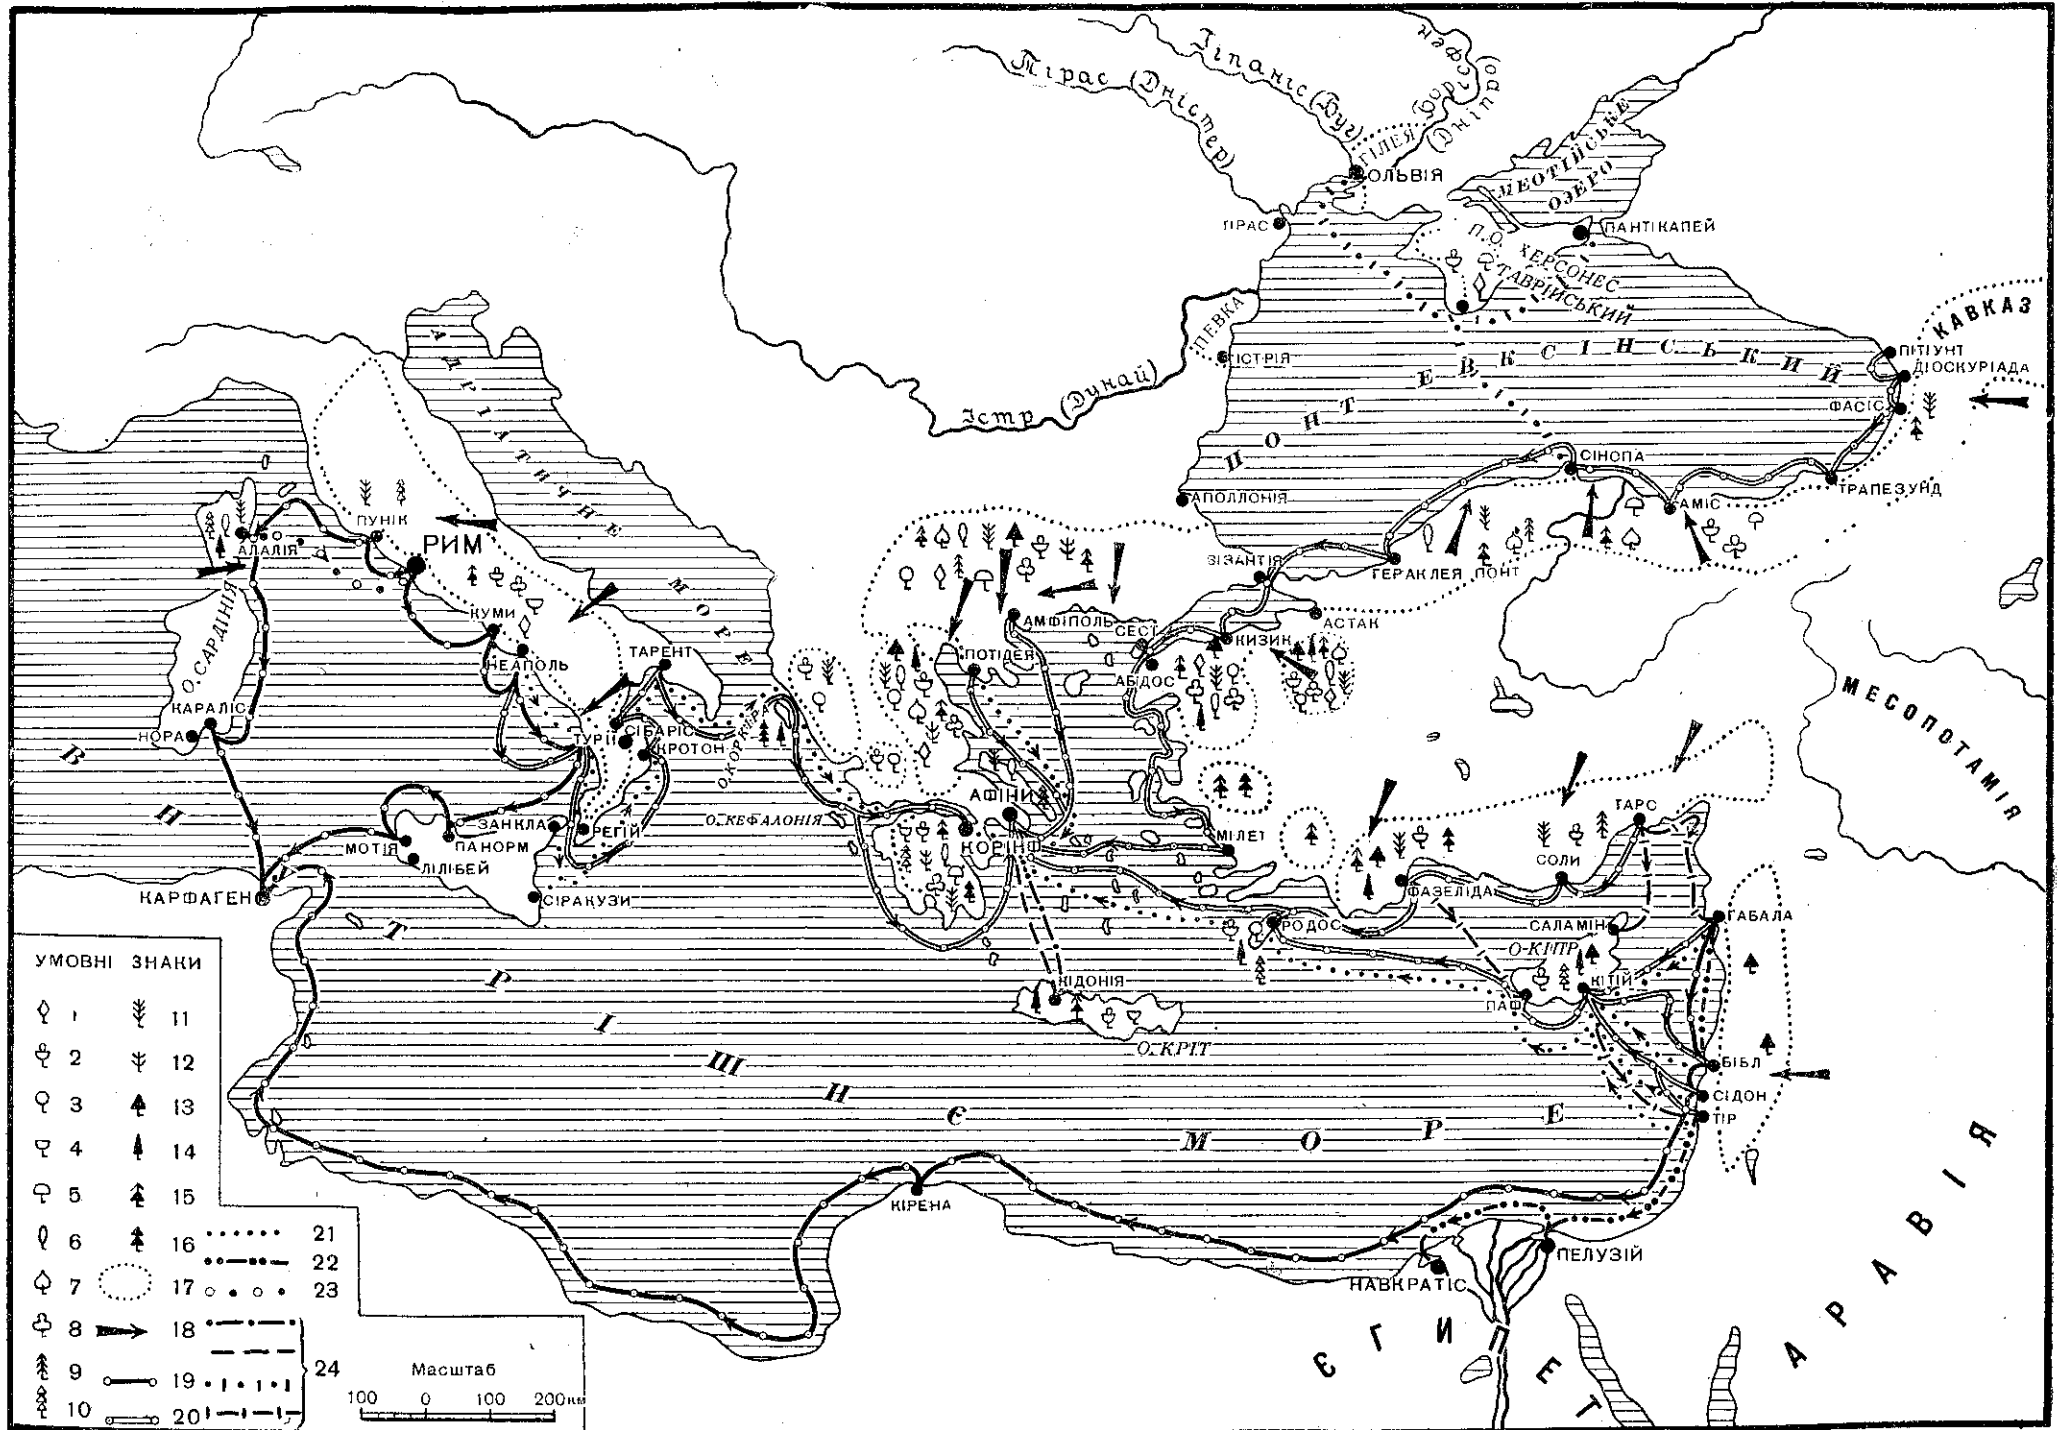 Тірас (Дністер)
Гіпаніс (Буг)
Борісфен
(Дніпро)
ГІЛЕЯ
ОЛЬВІЯ
МЕОТІЙСЬКЕ
ОЗЕРО
ТІРАС
ПАНТІКАПЕЙ
П.О. ХЕРСОНЕС
ТАВРІЙСЬКИЙ
КАВКАЗ
ПЕВКА
ІСТРІЯ
Істр (Дунай)
ПОНТ ЕВКСІНСЬКИЙ
ПІТІУНТ
ДІОСКУРІАДА
ФАСІС
СІНОПА
ТРАПЕЗУНД
АМІС
АПОЛЛОНІЯ
ВІЗАНТІЯ
ГЕРАКЛЕЯ ПОНТ
АДРІАТИЧНЕ МОРЕ
ПУНІК
РИМ
АЛАЛІЯ
О. САРДІНІЯ
КУМИ
НЕАПОЛЬ
ТАРЕНТ
АМФІПОЛЬ
СЕСТ
КИЗИК
АСТАК
ПОТІДЕЯ
АБІДОС
МЕСОПОТАМІЯ
КАРАЛІС
НОРА
ТУРІЙ
СІБАРІС
КРОТОН
О. КОРКІРА
АФІНИ
О. КЕФАЛОНІЯ
ЗАНКЛА
РЕГІЙ
МОТІЯ
ПАНОРМ
ЛІЛІБЕЙ
КОРІНФ
МІЛЕТ
ТАРС
СОЛИ
КАРФАГЕН
СІРАКУЗИ
ФАЗЕЛІДА
РОДОС
САЛАМІН
О-КІПР
ГАБАЛА
КІДОНІЯ
ПАФ
КІТІЙ
О. КРІТ
БІБЛ
СІДОН
ТІР
ВНУТРІШНЄ МОРЕ
КІРЕНА
НАВКРАТІС
ПЕЛУЗІЙ
ЄГИПЕТ
АРАВІЯ
УМОВНІ ЗНАКИ
1 11
2 12
3 13
4 14
5 15
6 16 21
22
7 17 23
8 18
9 19 24
10 20
Масштаб
100 0 100 200 км